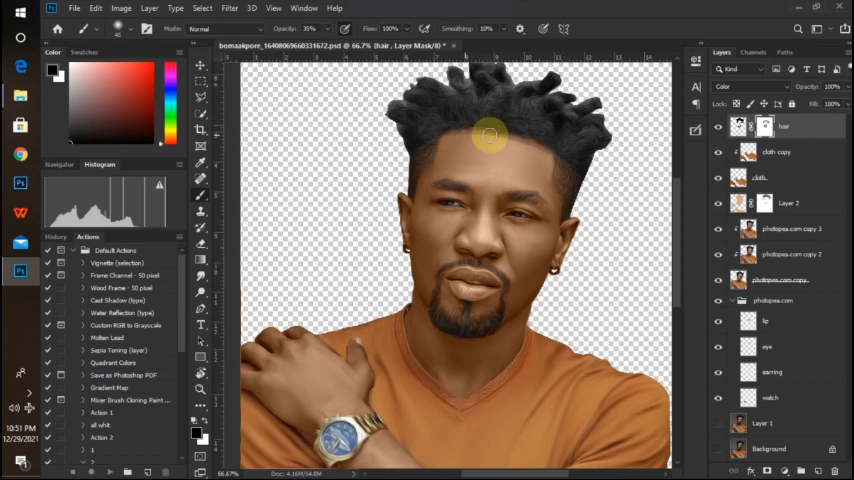 File Edit Image Layer Type Select Filter 3D View Window Help
Mode: Normal Opacity: 35% Flow: 100% Smoothing: 10%
45
bomaakpore_16408069660331672.psd @ 66.7% (hair , Layer Mask/8) *
Color Swatches
Navigator Histogram
History Actions
Default Actions
Vignette (selection)
Frame Channel - 50 pixel
Wood Frame - 50 pixel
Cast Shadow (type)
Water Reflection (type)
Custom RGB to Grayscale
Molten Lead
Sepia Toning (layer)
Quadrant Colors
Save as Photoshop PDF
Gradient Map
Mixer Brush Cloning Paint ...
Action 1
all whit
Action 2
1
Layers Channels Paths
Kind
Color Opacity: 100%
Lock: Fill: 100%
hair
cloth copy
cloth
Layer 2
photopea.com copy 3
photopea.com copy 2
photopea.com copy
photopea.com
lip
eye
earring
watch
Layer 1
Background
66.67% Doc: 4.16M/54.8M
10:51 PM
12/29/2021